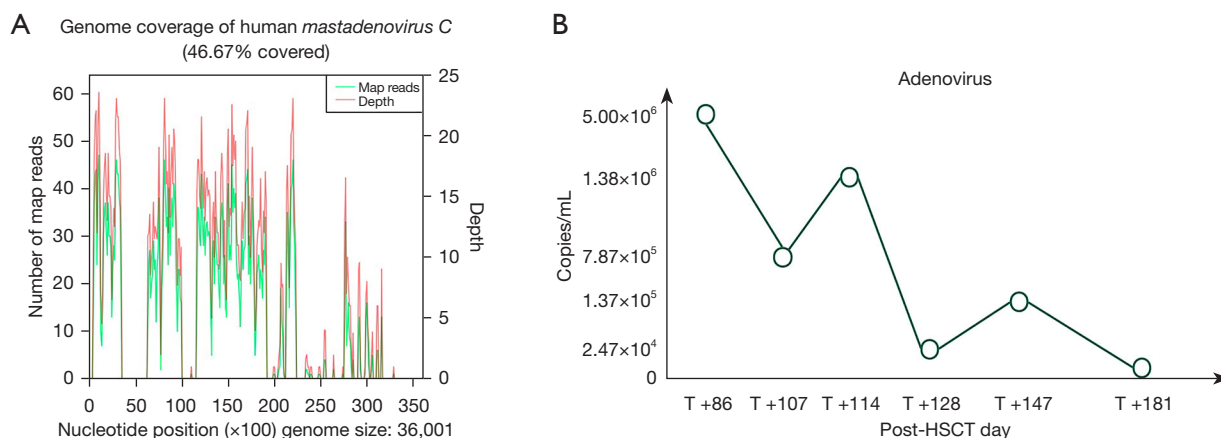 A
Genome coverage of human mastadenovirus C
(46.67% covered)
Map reads
Depth
60
50
40
30
20
10
0
Number of map reads
25
20
15
10
5
0
Depth
0 50 100 150 200 250 300 350
Nucleotide position (×100) genome size: 36,001
B
Adenovirus
5.00×10⁶
1.38×10⁶
7.87×10⁵
1.37×10⁵
2.47×10⁴
0
Copies/mL
T +86 T +107 T +114 T +128 T +147 T +181
Post-HSCT day